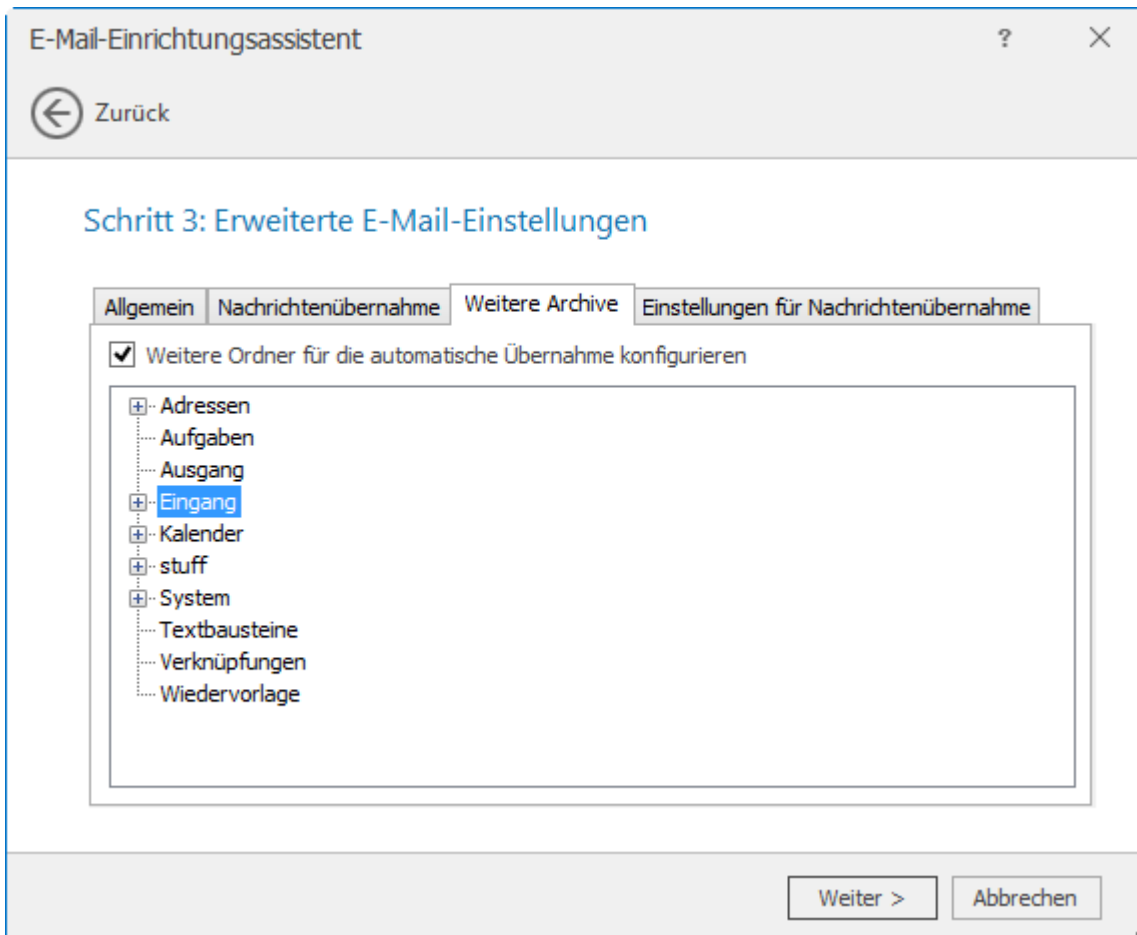 E-Mail-Einrichtungsassistent ?
Zurück
Schritt 3: Erweiterte E-Mail-Einstellungen
Allgemein Nachrichtenübernahme Weitere Archive Einstellungen für Nachrichtenübernahme
Weitere Ordner für die automatische Übernahme konfigurieren
Adressen
Aufgaben
Ausgang
Eingang
Kalender
stuff
System
Textbausteine
Verknüpfungen
Wiedervorlage
Weiter > Abbrechen